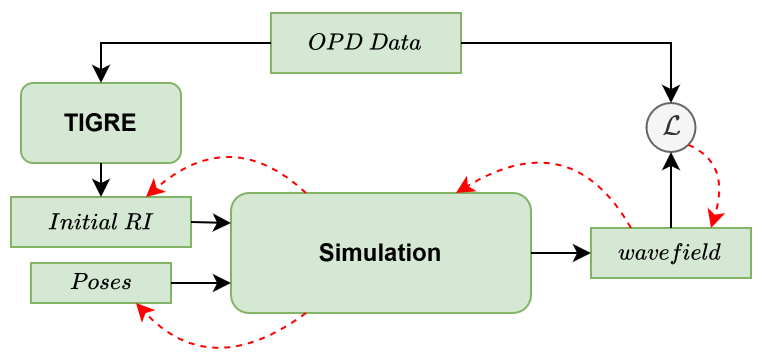 OPD Data
TIGRE
ℒ
Initial RI
Simulation
wavefield
Poses